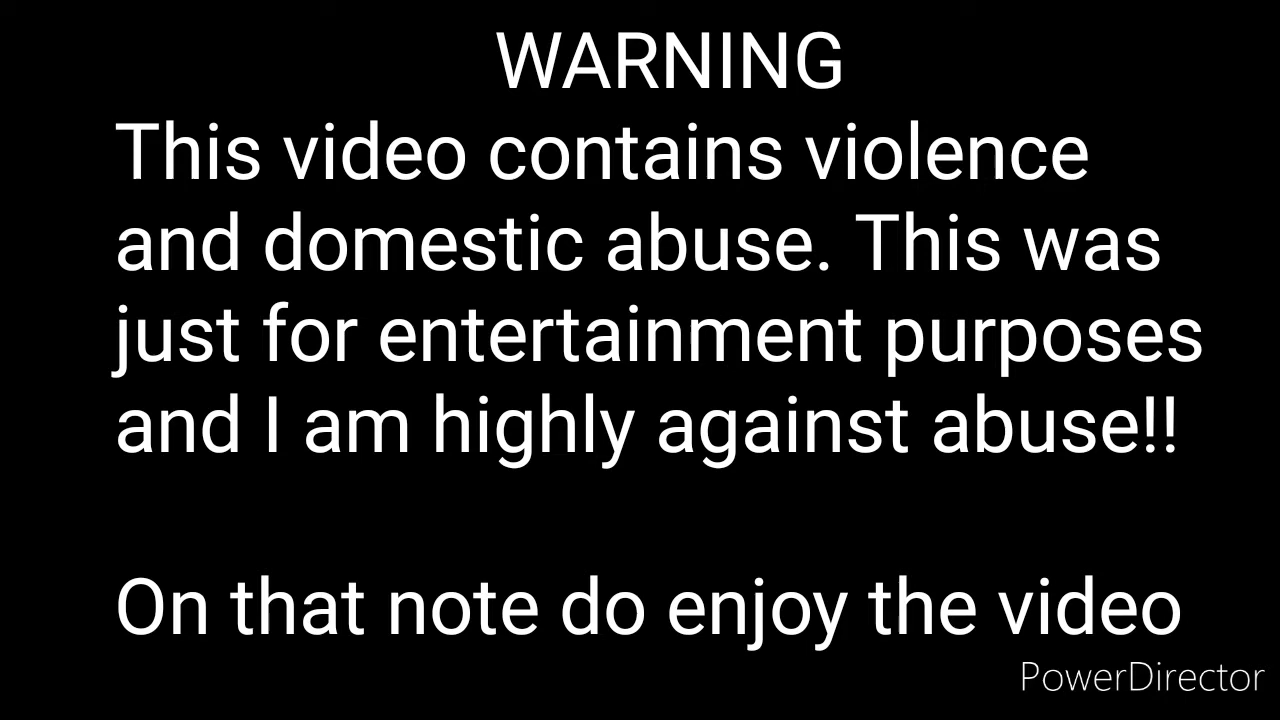 WARNING
This video contains violence
and domestic abuse. This was
just for entertainment purposes
and I am highly against abuse!!
On that note do enjoy the video
PowerDirector